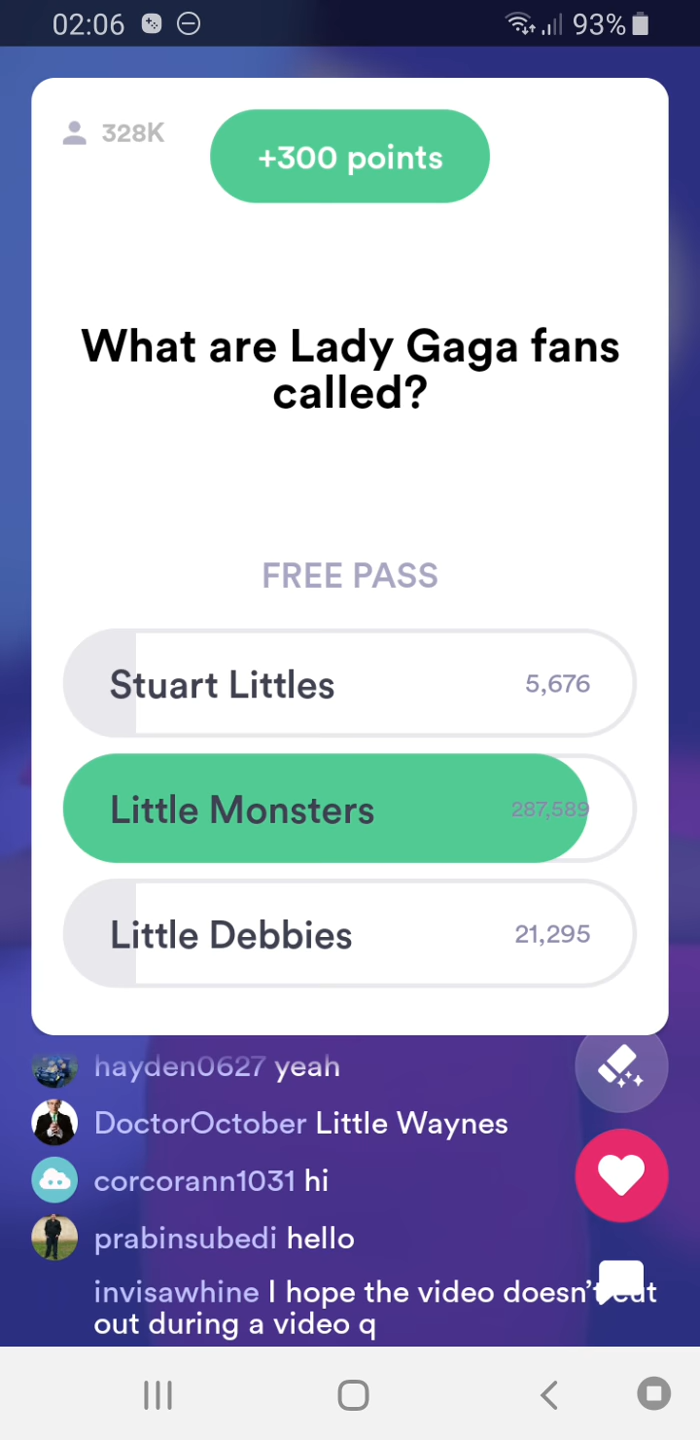 02:06 93%
328K
+300 points
What are Lady Gaga fans
called?
FREE PASS
Stuart Littles 5,676
Little Monsters 287,589
Little Debbies 21,295
hayden0627 yeah
DoctorOctober Little Waynes
corcorann1031 hi
prabinsubedi hello
invisawhine I hope the video doesn't cut
out during a video q